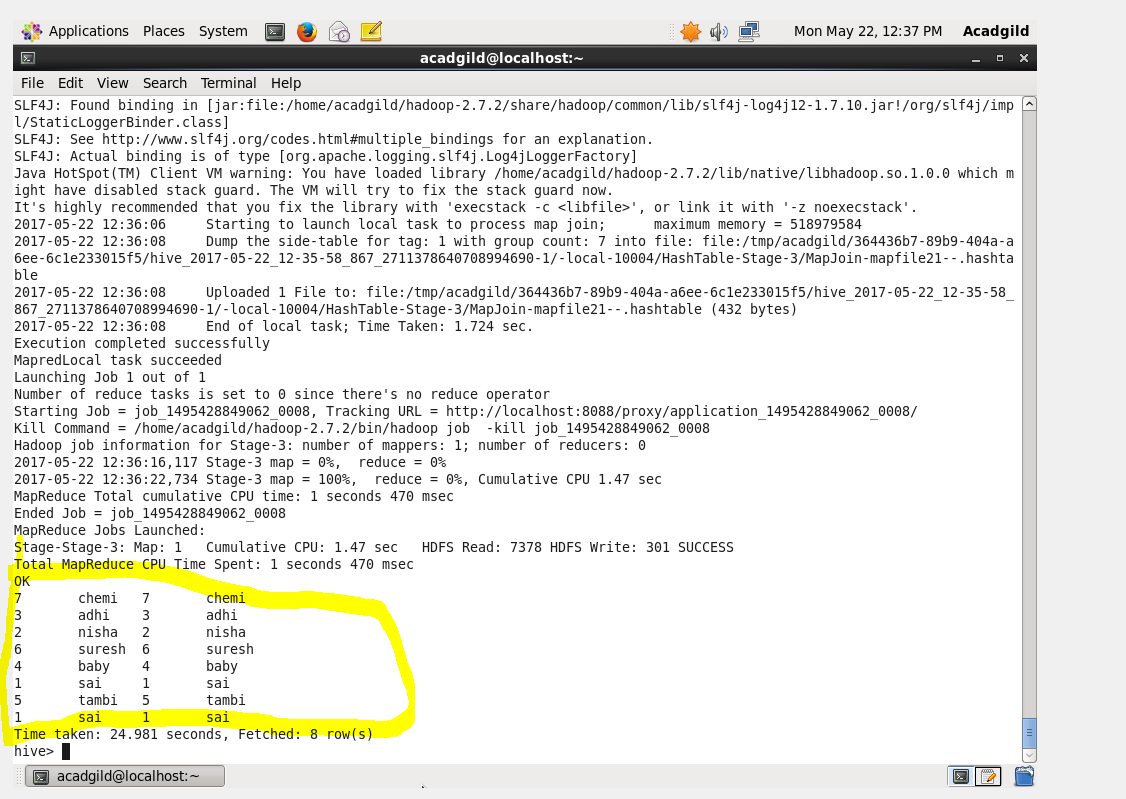 Applications Places System Mon May 22, 12:37 PM Acadgild
acadgild@localhost:~
File Edit View Search Terminal Help
SLF4J: Found binding in [jar:file:/home/acadgild/hadoop-2.7.2/share/hadoop/common/lib/slf4j-log4j12-1.7.10.jar!/org/slf4j/imp
l/StaticLoggerBinder.class]
SLF4J: See http://www.slf4j.org/codes.html#multiple_bindings for an explanation.
SLF4J: Actual binding is of type [org.apache.logging.slf4j.Log4jLoggerFactory]
Java HotSpot(TM) Client VM warning: You have loaded library /home/acadgild/hadoop-2.7.2/lib/native/libhadoop.so.1.0.0 which m
ight have disabled stack guard. The VM will try to fix the stack guard now.
It's highly recommended that you fix the library with 'execstack -c <libfile>', or link it with '-z noexecstack'.
2017-05-22 12:36:06 Starting to launch local task to process map join; maximum memory = 518979584
2017-05-22 12:36:08 Dump the side-table for tag: 1 with group count: 7 into file: file:/tmp/acadgild/364436b7-89b9-404a-a
6ee-6c1e233015f5/hive_2017-05-22_12-35-58_867_2711378640708994690-1/-local-10004/HashTable-Stage-3/MapJoin-mapfile21--.hashta
ble
2017-05-22 12:36:08 Uploaded 1 File to: file:/tmp/acadgild/364436b7-89b9-404a-a6ee-6c1e233015f5/hive_2017-05-22_12-35-58_
867_2711378640708994690-1/-local-10004/HashTable-Stage-3/MapJoin-mapfile21--.hashtable (432 bytes)
2017-05-22 12:36:08 End of local task; Time Taken: 1.724 sec.
Execution completed successfully
MapredLocal task succeeded
Launching Job 1 out of 1
Number of reduce tasks is set to 0 since there's no reduce operator
Starting Job = job_1495428849062_0008, Tracking URL = http://localhost:8088/proxy/application_1495428849062_0008/
Kill Command = /home/acadgild/hadoop-2.7.2/bin/hadoop job  -kill job_1495428849062_0008
Hadoop job information for Stage-3: number of mappers: 1; number of reducers: 0
2017-05-22 12:36:16,117 Stage-3 map = 0%,  reduce = 0%
2017-05-22 12:36:22,734 Stage-3 map = 100%,  reduce = 0%, Cumulative CPU 1.47 sec
MapReduce Total cumulative CPU time: 1 seconds 470 msec
Ended Job = job_1495428849062_0008
MapReduce Jobs Launched:
Stage-Stage-3: Map: 1   Cumulative CPU: 1.47 sec   HDFS Read: 7378 HDFS Write: 301 SUCCESS
Total MapReduce CPU Time Spent: 1 seconds 470 msec
OK
7 chemi 7 chemi
3 adhi 3 adhi
2 nisha 2 nisha
6 suresh 6 suresh
4 baby 4 baby
1 sai 1 sai
5 tambi 5 tambi
1 sai 1 sai
Time taken: 24.981 seconds, Fetched: 8 row(s)
hive>
acadgild@localhost:~